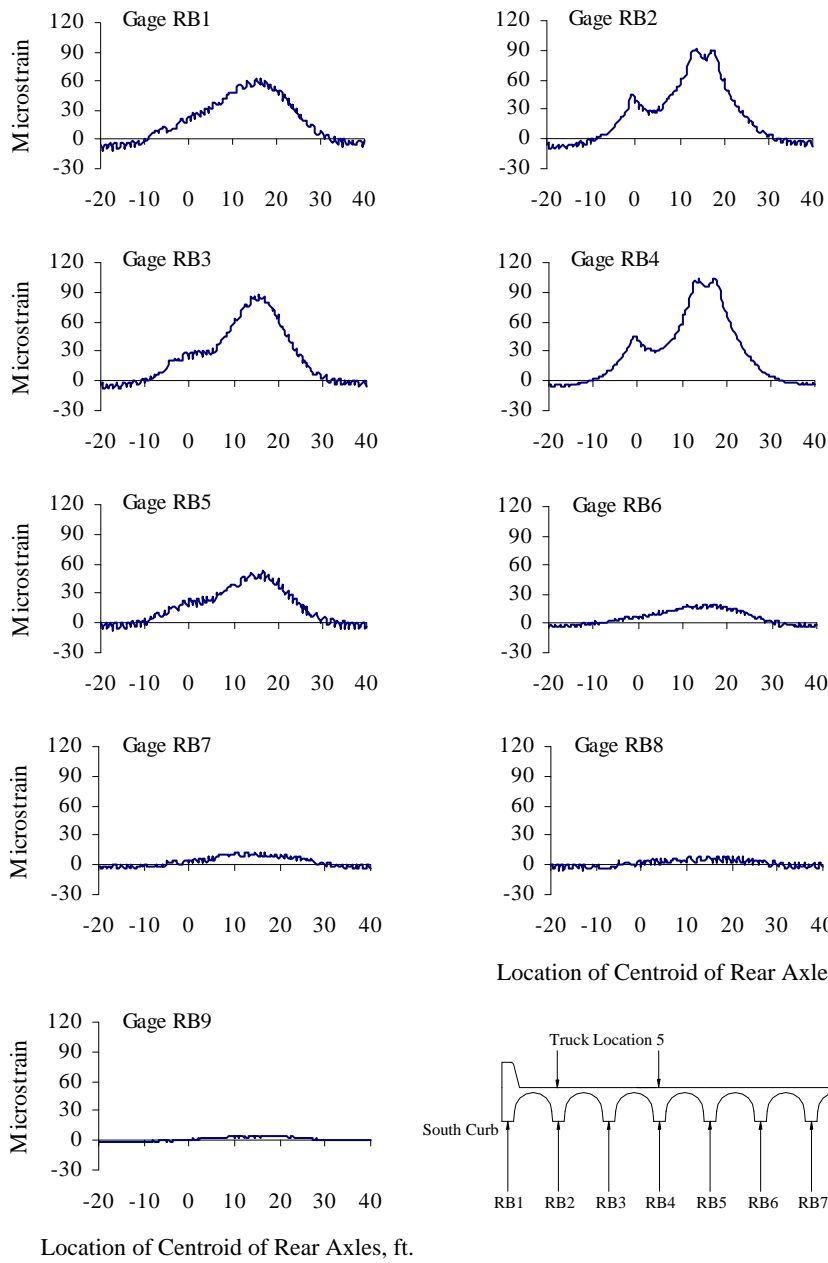 Gage RB1
Microstrain
120
90
60
30
0
-30
-20 -10 0 10 20 30 40
Gage RB2
120
90
60
30
0
-30
-20 -10 0 10 20 30 40
Gage RB3
Microstrain
120
90
60
30
0
-30
-20 -10 0 10 20 30 40
Gage RB4
120
90
60
30
0
-30
-20 -10 0 10 20 30 40
Gage RB5
Microstrain
120
90
60
30
0
-30
-20 -10 0 10 20 30 40
Gage RB6
120
90
60
30
0
-30
-20 -10 0 10 20 30 40
Gage RB7
Microstrain
120
90
60
30
0
-30
-20 -10 0 10 20 30 40
Gage RB8
120
90
60
30
0
-30
-20 -10 0 10 20 30 40
Location of Centroid of Rear Axle
Gage RB9
Microstrain
120
90
60
30
0
-30
-20 -10 0 10 20 30 40
Location of Centroid of Rear Axles, ft.
Truck Location 5
South Curb
RB1 RB2 RB3 RB4 RB5 RB6 RB7